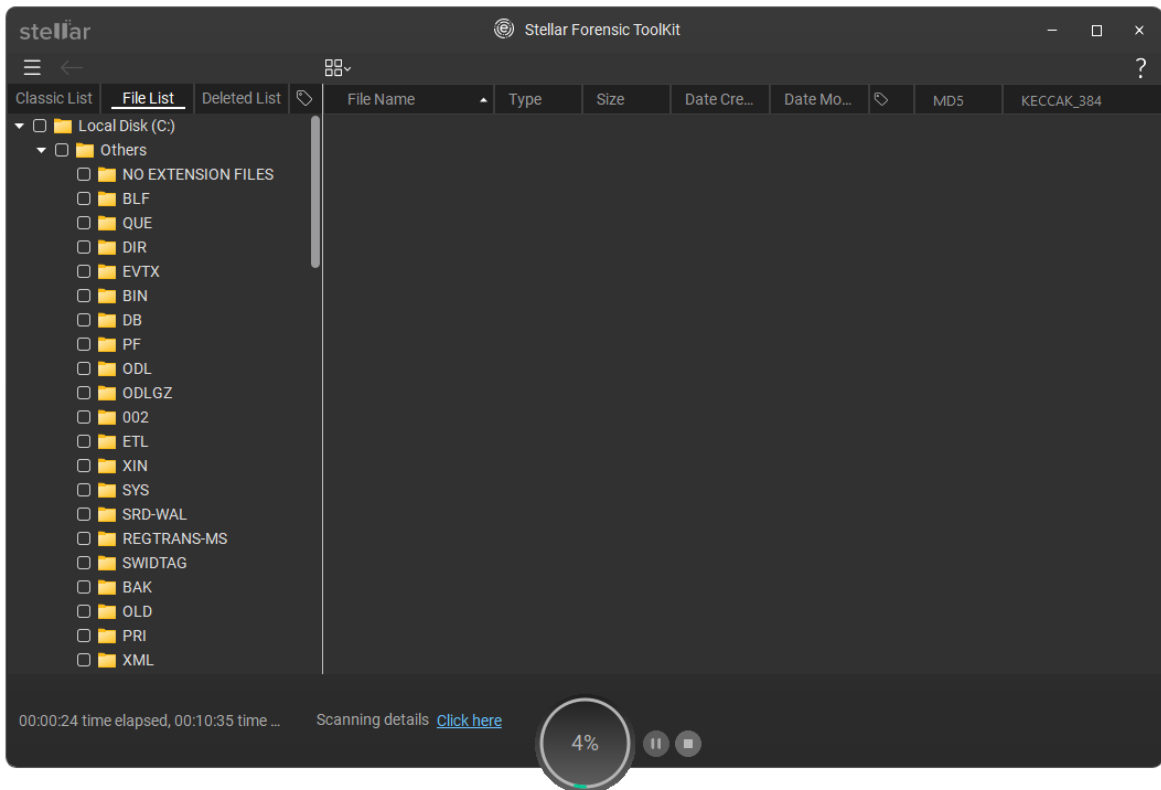 stellar
Stellar Forensic ToolKit
?
Classic List File List Deleted List
File Name Type Size Date Cre... Date Mo... MD5 KECCAK_384
Local Disk (C:)
Others
NO EXTENSION FILES
BLF
QUE
DIR
EVTX
BIN
DB
PF
ODL
ODLGZ
002
ETL
XIN
SYS
SRD-WAL
REGTRANS-MS
SWIDTAG
BAK
OLD
PRI
XML
00:00:24 time elapsed, 00:10:35 time ...
Scanning details Click here
4%